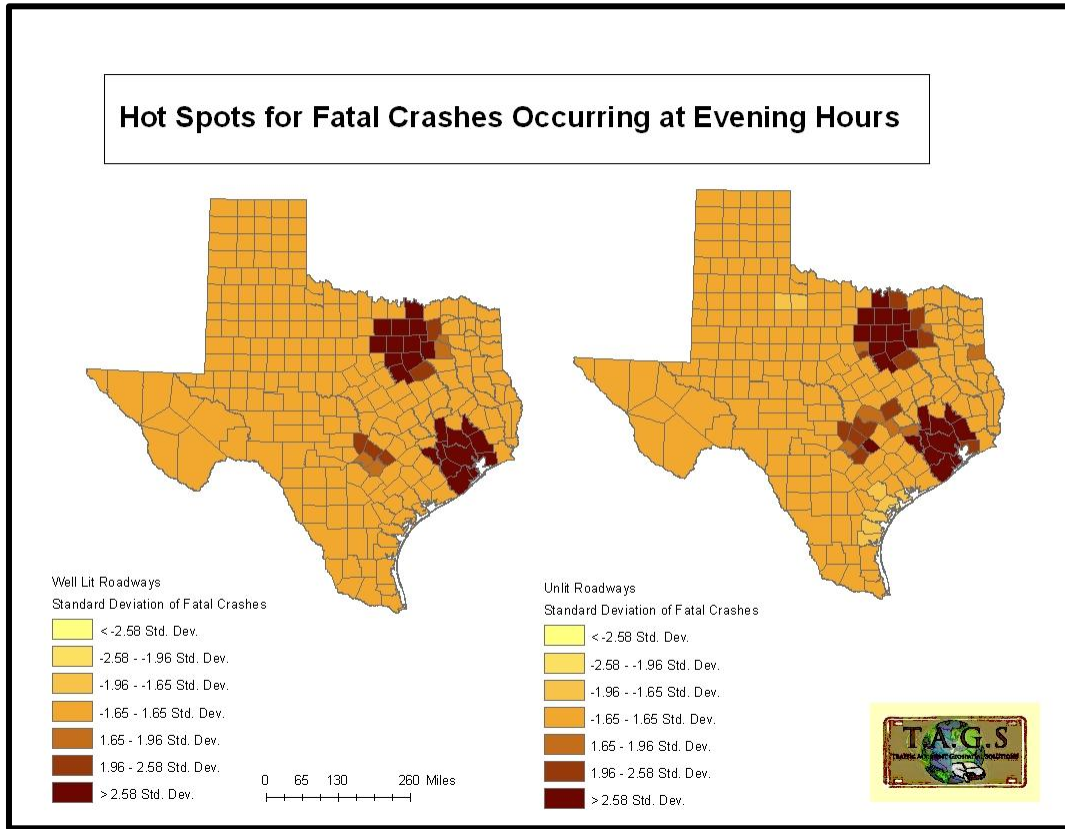 Hot Spots for Fatal Crashes Occurring at Evening Hours
Well Lit Roadways
Standard Deviation of Fatal Crashes
< -2.58 Std. Dev.
-2.58 - -1.96 Std. Dev.
-1.96 - -1.65 Std. Dev.
-1.65 - 1.65 Std. Dev.
1.65 - 1.96 Std. Dev.
1.96 - 2.58 Std. Dev.
> 2.58 Std. Dev.
0 65 130 260 Miles
Unlit Roadways
Standard Deviation of Fatal Crashes
< -2.58 Std. Dev.
-2.58 - -1.96 Std. Dev.
-1.96 - -1.65 Std. Dev.
-1.65 - 1.65 Std. Dev.
1.65 - 1.96 Std. Dev.
1.96 - 2.58 Std. Dev.
> 2.58 Std. Dev.
T.A.G.S
TRAFFIC ACCIDENT GEOSPATIAL SOLUTIONS